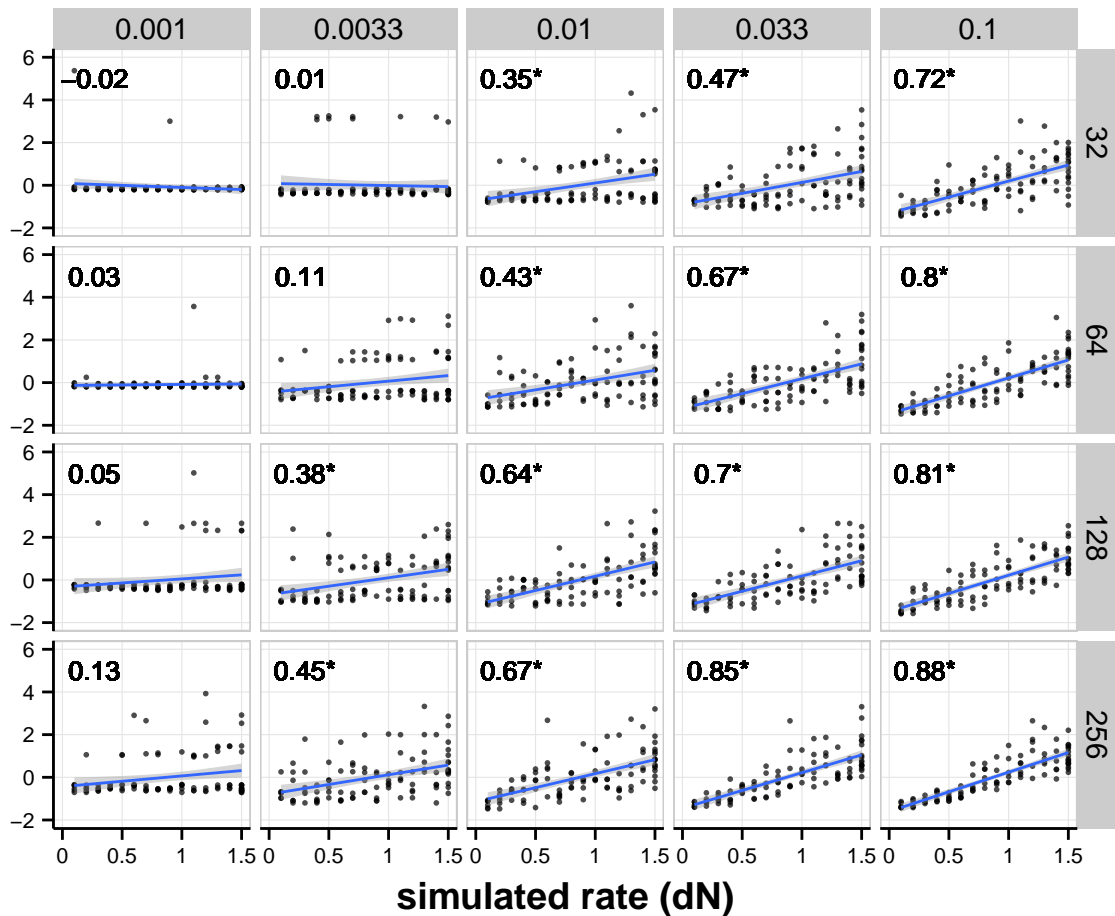 0.001 0.0033 0.01 0.033 0.1
6 4 2 0 −2
−0.02 0.01 0.35* 0.47* 0.72*
32
6 4 2 0 −2
0.03 0.11 0.43* 0.67* 0.8*
64
6 4 2 0 −2
0.05 0.38* 0.64* 0.7* 0.81*
128
6 4 2 0 −2
0.13 0.45* 0.67* 0.85* 0.88*
256
0 0.5 1 1.5 0 0.5 1 1.5 0 0.5 1 1.5 0 0.5 1 1.5 0 0.5 1 1.5
simulated rate (dN)